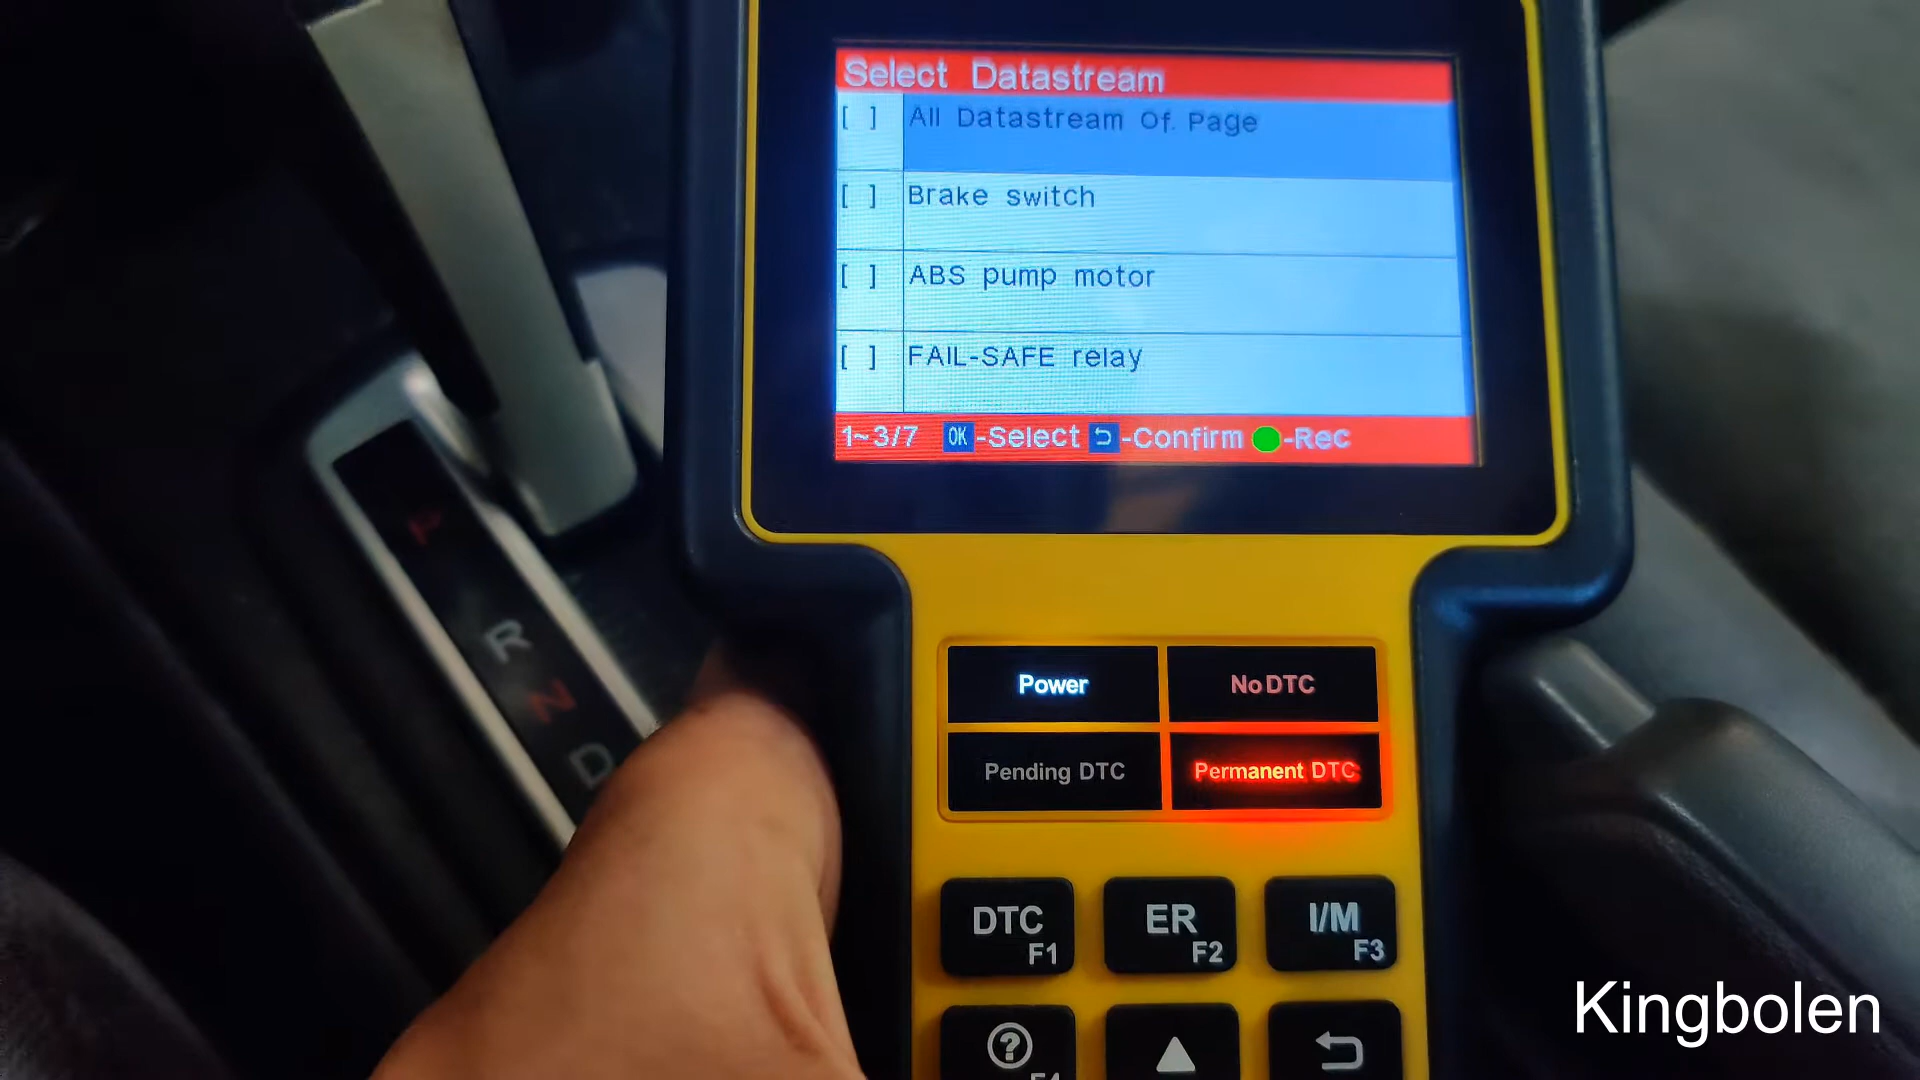 Select Datastream
[ ] All Datastream Of Page
[ ] Brake switch
[ ] ABS pump motor
[ ] FAIL-SAFE relay
1~3/7 OK -Select -Confirm -Rec
P
R
N
D
Power
No DTC
Pending DTC
Permanent DTC
DTC F1
ER F2
I/M F3
?
Kingbolen